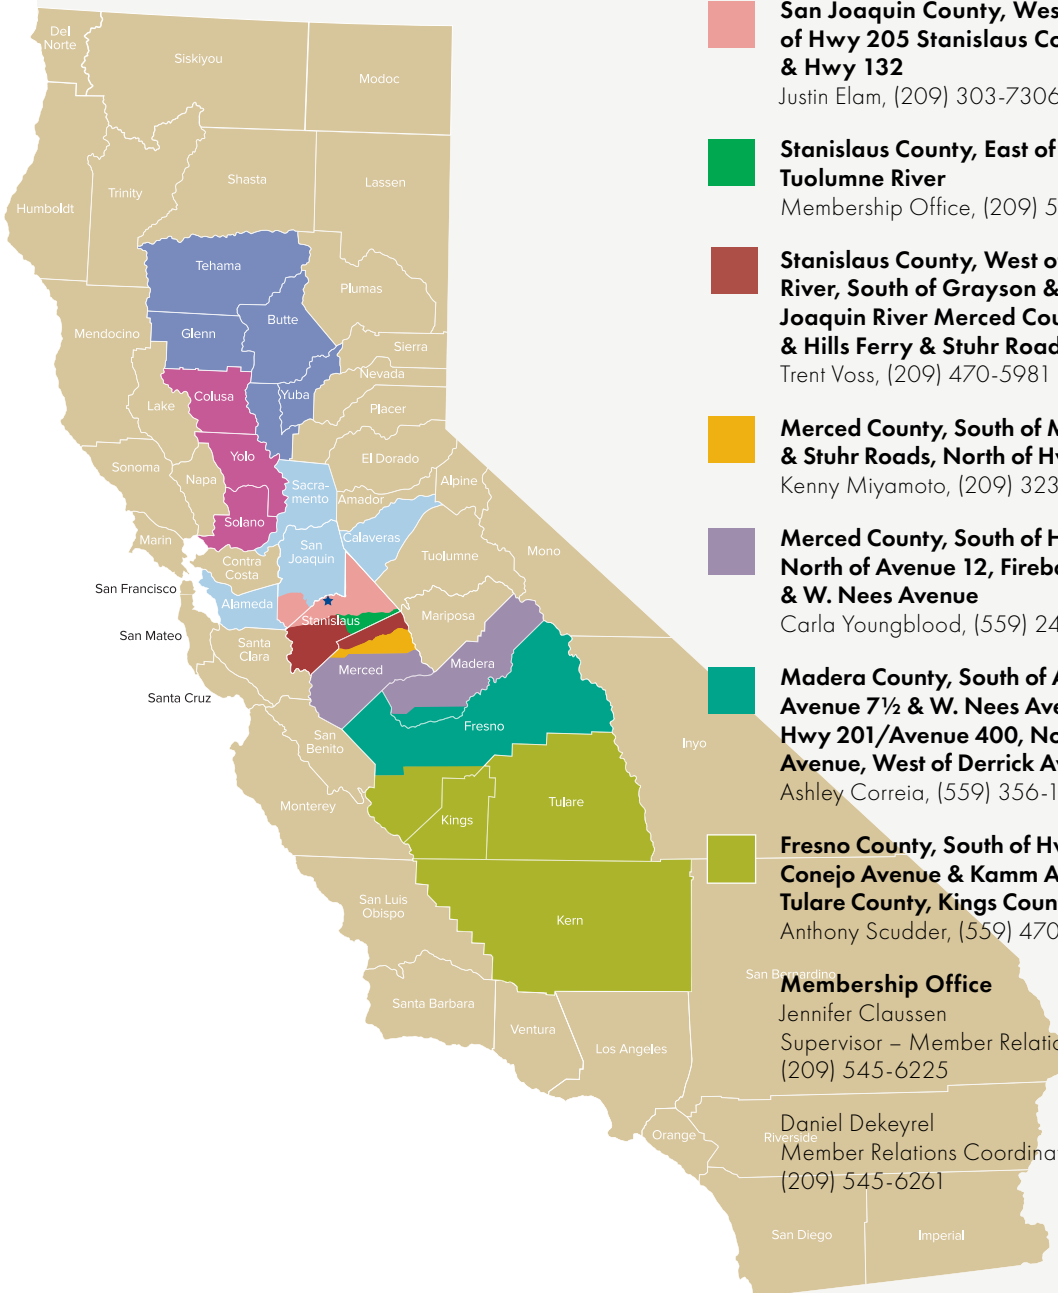 Del
Norte
Siskiyou
Modoc
Humboldt
Trinity
Shasta
Lassen
Tehama
Plumas
Mendocino
Glenn
Butte
Sierra
Nevada
Lake
Colusa
Yuba
Placer
Sonoma
Napa
Yolo
El Dorado
Sacra-
mento
Amador
Alpine
Marin
Solano
Contra
Costa
San
Joaquin
Calaveras
Tuolumne
Mono
San Francisco
Alameda
Stanislaus
Mariposa
San Mateo
Santa
Clara
Merced
Madera
Santa Cruz
San
Benito
Fresno
Inyo
Monterey
Kings
Tulare
San Luis
Obispo
Kern
San Bernardino
Santa Barbara
Ventura
Los Angeles
Orange
Riverside
San Diego
Imperial
San Joaquin County, Wes
of Hwy 205 Stanislaus Co
& Hwy 132
Justin Elam, (209) 303-7306
Stanislaus County, East of
Tuolumne River
Membership Office, (209) 5
Stanislaus County, West o
River, South of Grayson &
Joaquin River Merced Cou
& Hills Ferry & Stuhr Road
Trent Voss, (209) 470-5981
Merced County, South of M
& Stuhr Roads, North of Hw
Kenny Miyamoto, (209) 323
Merced County, South of H
North of Avenue 12, Fireba
& W. Nees Avenue
Carla Youngblood, (559) 24
Madera County, South of A
Avenue 7½ & W. Nees Ave
Hwy 201/Avenue 400, No
Avenue, West of Derrick Av
Ashley Correia, (559) 356-1
Fresno County, South of Hw
Conejo Avenue & Kamm A
Tulare County, Kings Coun
Anthony Scudder, (559) 470
Membership Office
Jennifer Claussen
Supervisor – Member Relatio
(209) 545-6225
Daniel Dekeyrel
Member Relations Coordina
(209) 545-6261